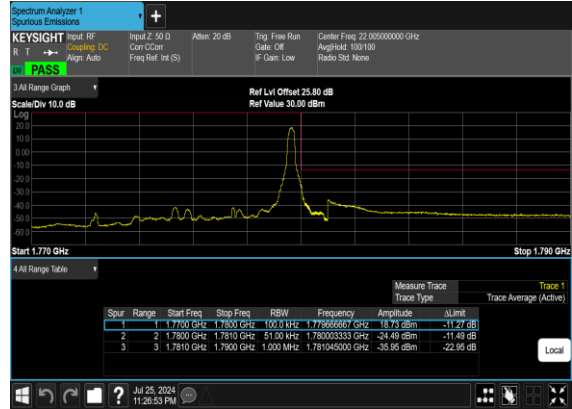 Spectrum Analyzer 1
Spurious Emissions
KEYSIGHT Input: RF Input Z: 50 Ω Atten: 20 dB Trig: Free Run Center Freq: 22.005000000 GHz
R T Coupling: DC Corr CCorr Gate: Off Avg|Hold: 100/100
Align: Auto Freq Ref: Int (S) IF Gain: Low Radio Std: None
PASS
3 All Range Graph
Ref Lvl Offset 25.80 dB
Scale/Div 10.0 dB Ref Value 30.00 dBm
Log
20.0
10.0
0.00
-10.0
-20.0
-30.0
-40.0
-50.0
-60.0
Start 1.770 GHz Stop 1.790 GHz
4 All Range Table
Measure Trace Trace 1
Trace Type Trace Average (Active)
Spur Range Start Freq Stop Freq RBW Frequency Amplitude ΔLimit
1 1 1.7700 GHz 1.7800 GHz 100.0 kHz 1.779666667 GHz 18.73 dBm -11.27 dB
2 2 1.7800 GHz 1.7810 GHz 51.00 kHz 1.780003333 GHz -24.49 dBm -11.49 dB
3 3 1.7810 GHz 1.7900 GHz 1.000 MHz 1.781045000 GHz -35.95 dBm -22.95 dB
Local
Jul 25, 2024
11:26:53 PM